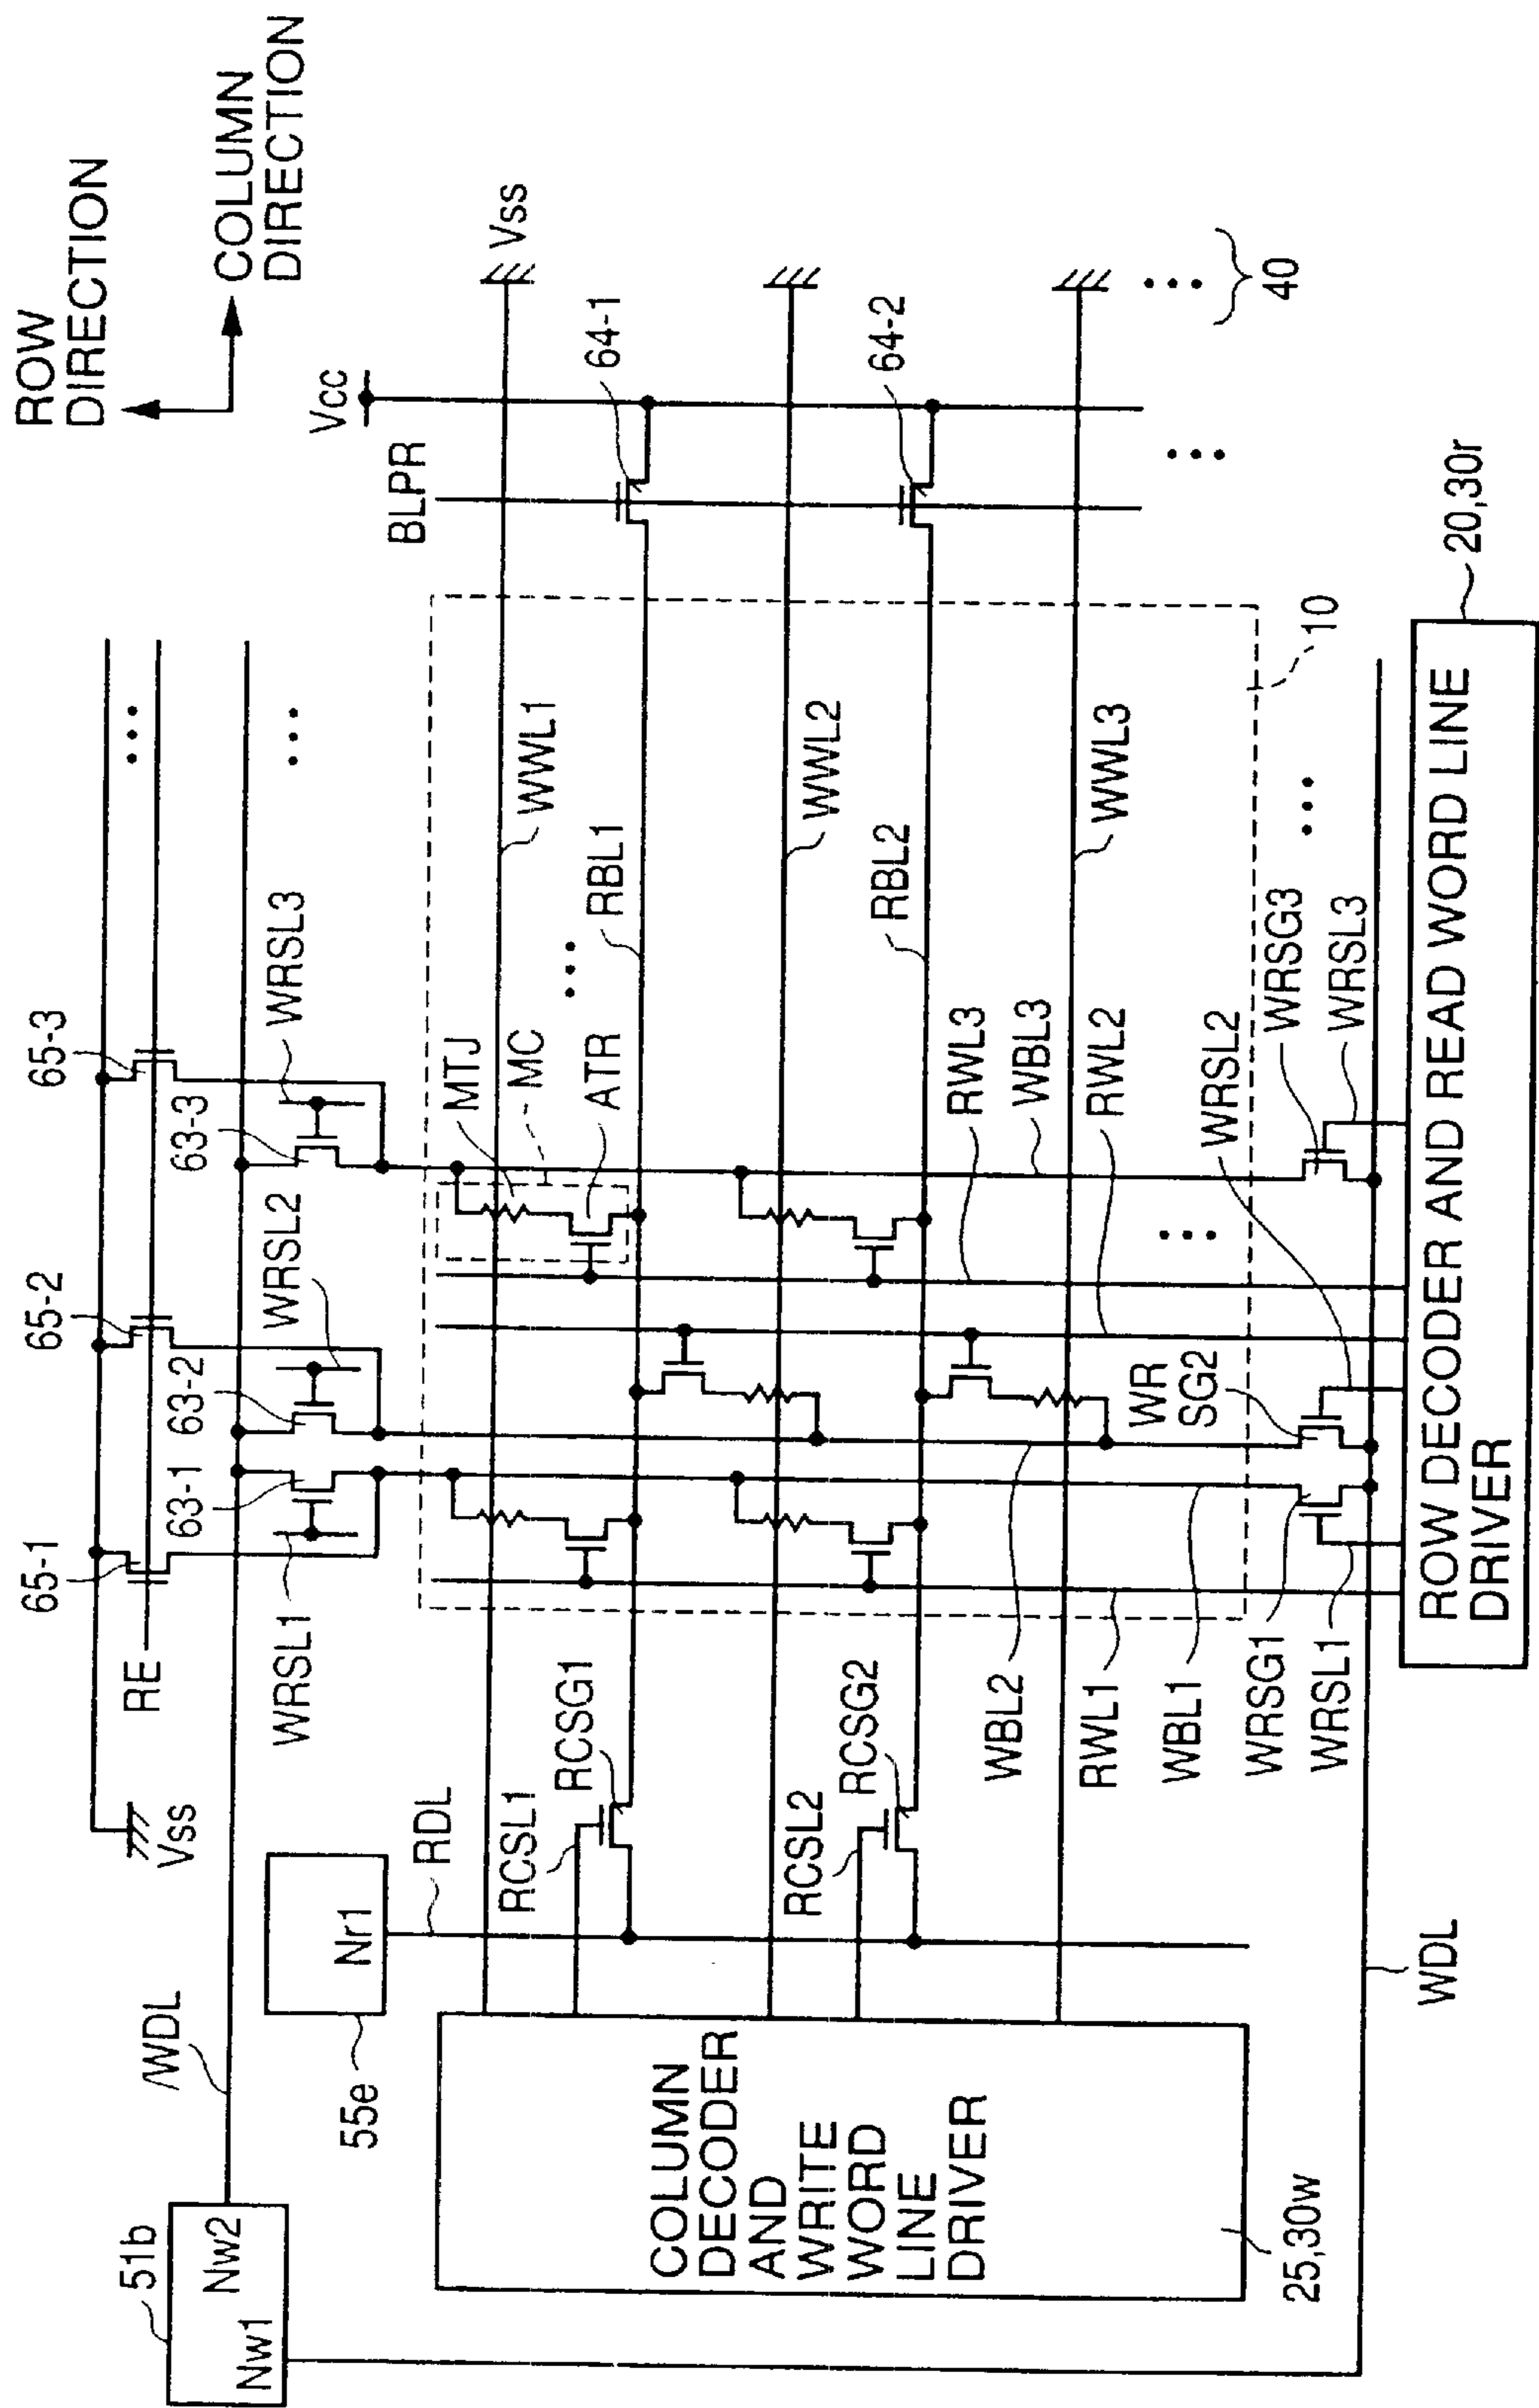 ROW
DIRECTION
COLUMN
DIRECTION
65-1
65-2
65-3
RE
Vss
51b
Nw2
Nw1
/WDL
63-1
63-2
63-3
WRSL1
WRSL2
WRSL3
55e
Nr1
RDL
Vcc
BLPR
Vss
MTJ
MC
ATR
WWL1
RCSL1
RCSG1
RBL1
64-1
WWL2
RCSL2
RCSG2
RBL2
64-2
WWL3
40
COLUMN
DECODER
AND
WRITE
WORD
LINE
DRIVER
25,30w
WBL2
RWL1
WBL1
WRSG1
WRSL1
RWL3
WBL3
RWL2
WRSL2
WR
SG2
WRSG3
WRSL3
10
WDL
20,30r
ROW DECODER AND READ WORD LINE
DRIVER